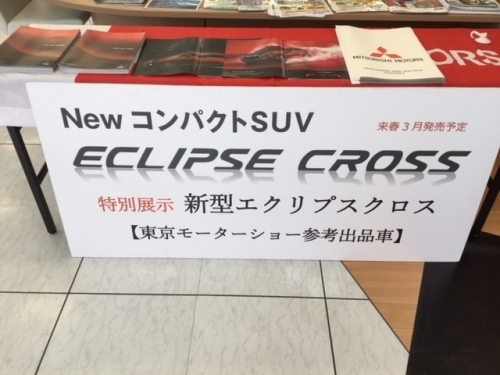 MITSUBISHI MOTORS
ORS
New コンパクトSUV
来春3月発売予定
ECLIPSE CROSS
特別展示 新型エクリプスクロス
【東京モーターショー参考出品車】